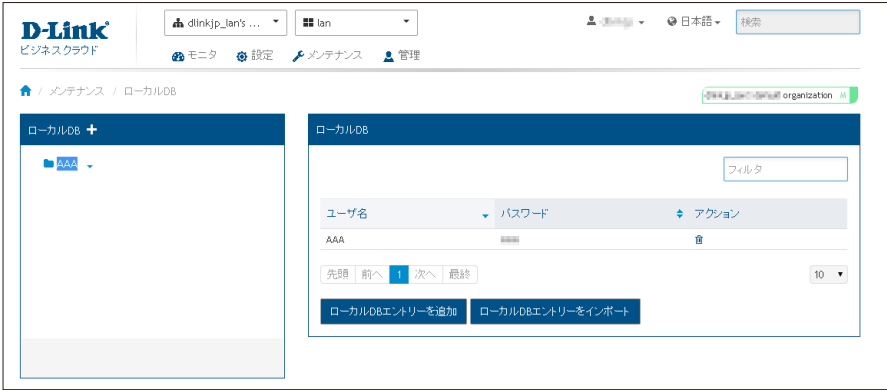 D-Link
ビジネスクラウド
dlinkjp_lan's ...
lan
日本語
検索
モニタ
設定
メンテナンス
管理
/ メンテナンス / ローカルDB
organization
ローカルDB
AAA
ローカルDB
フィルタ
ユーザ名 パスワード アクション
AAA
先頭 前へ 1 次へ 最終
10
ローカルDBエントリーを追加 ローカルDBエントリーをインポート